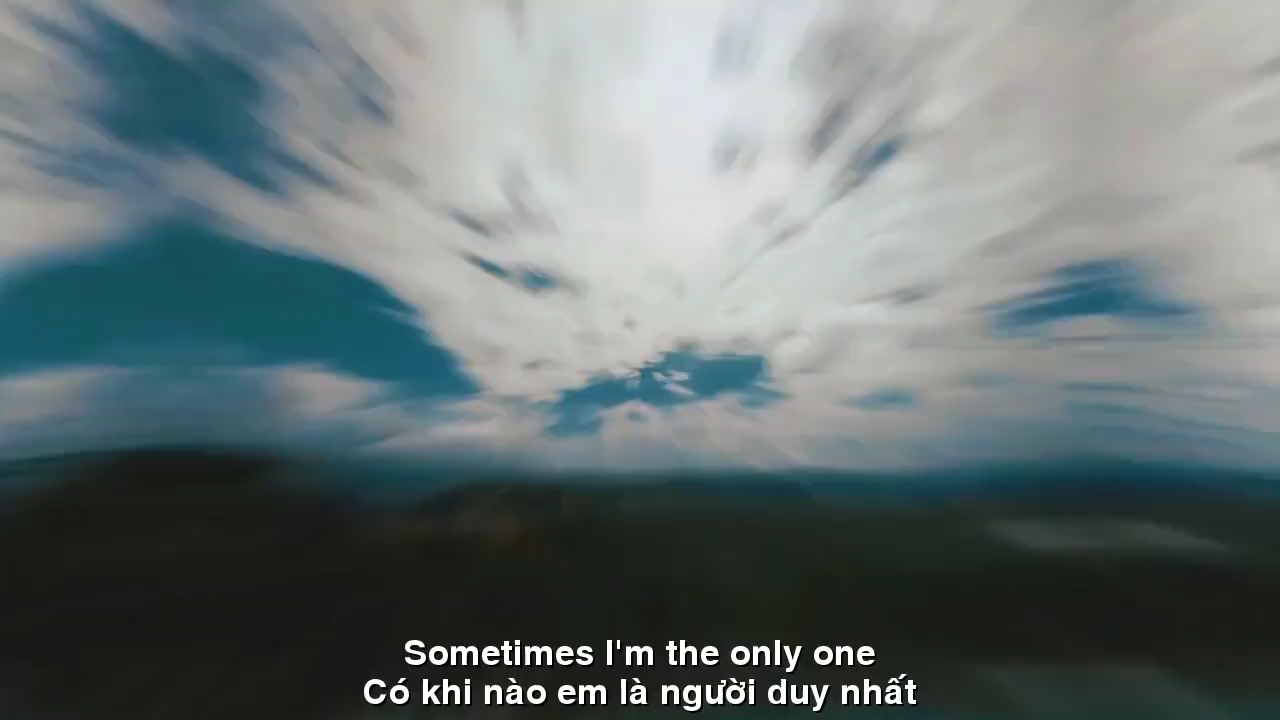 Sometimes I'm the only one
Có khi nào em là người duy nhất